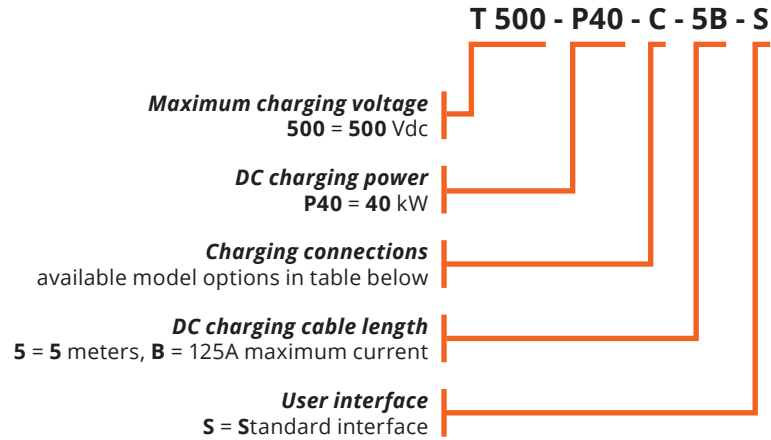 T 500 - P40 - C - 5B - S
Maximum charging voltage
500 = 500 Vdc
DC charging power
P40 = 40 kW
Charging connections
available model options in table below
DC charging cable length
5 = 5 meters, B = 125A maximum current
User interface
S = Standard interface